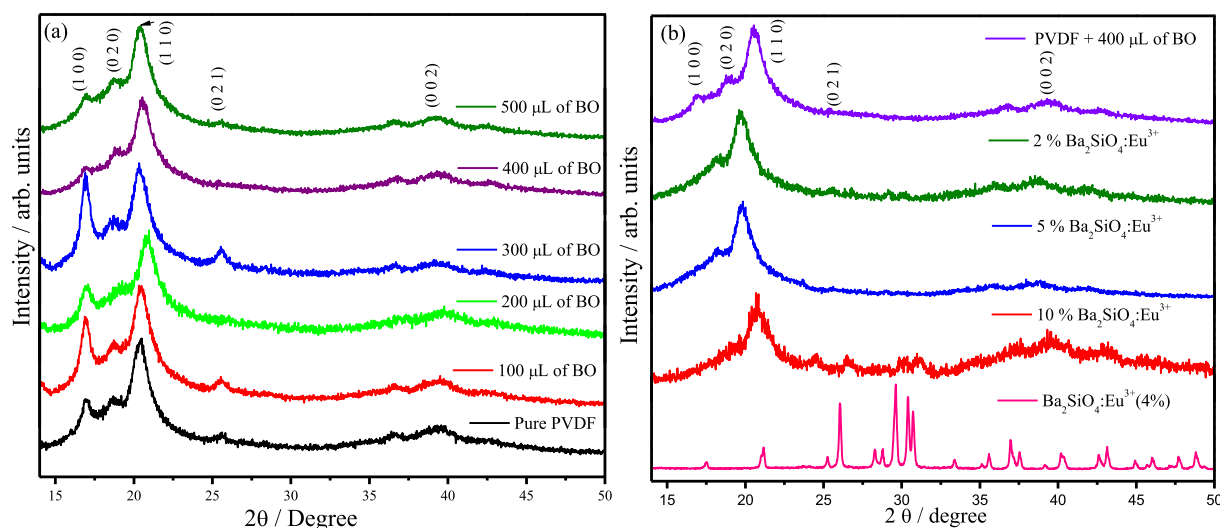 (a)
(1 0 0)
(0 2 0)
(1 1 0)
(0 2 1)
(0 0 2)
500 μL of BO
400 μL of BO
300 μL of BO
200 μL of BO
100 μL of BO
Pure PVDF
Intensity / arb. units
15 20 25 30 35 40 45 50
2θ / Degree
(b)
(1 0 0)
(0 2 0)
(1 1 0)
(0 2 1)
(0 0 2)
PVDF + 400 μL of BO
2 % Ba₂SiO₄:Eu³⁺
5 % Ba₂SiO₄:Eu³⁺
10 % Ba₂SiO₄:Eu³⁺
Ba₂SiO₄:Eu³⁺(4%)
Intensity / arb. units
15 20 25 30 35 40 45 50
2 θ / degree